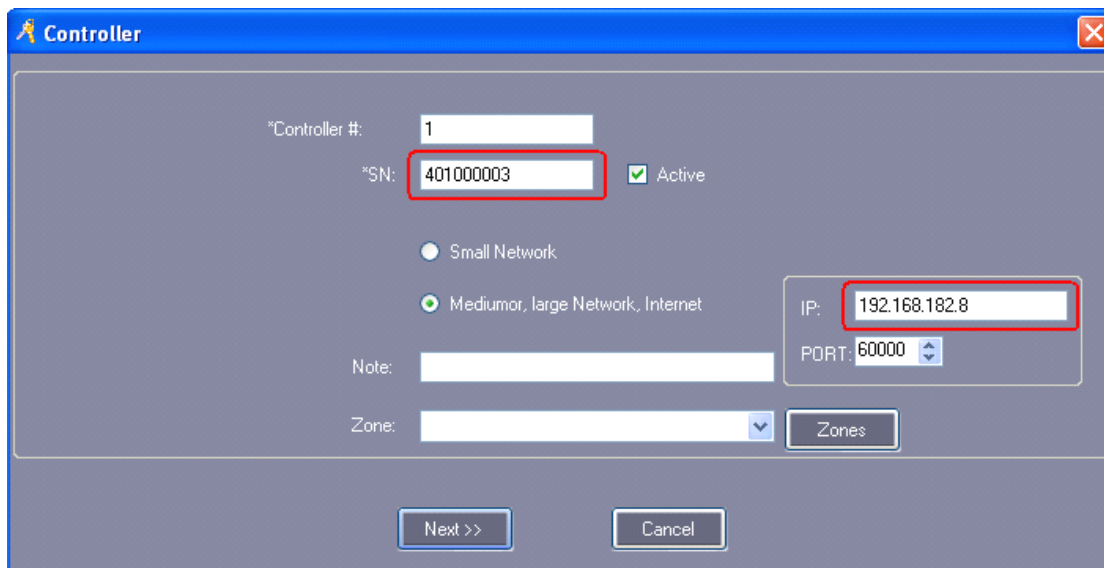 Controller
*Controller #: 1
*SN: 401000003 Active
Small Network
Mediumor, large Network, Internet
IP: 192.168.182.8
PORT: 60000
Note:
Zone: Zones
Next >> Cancel